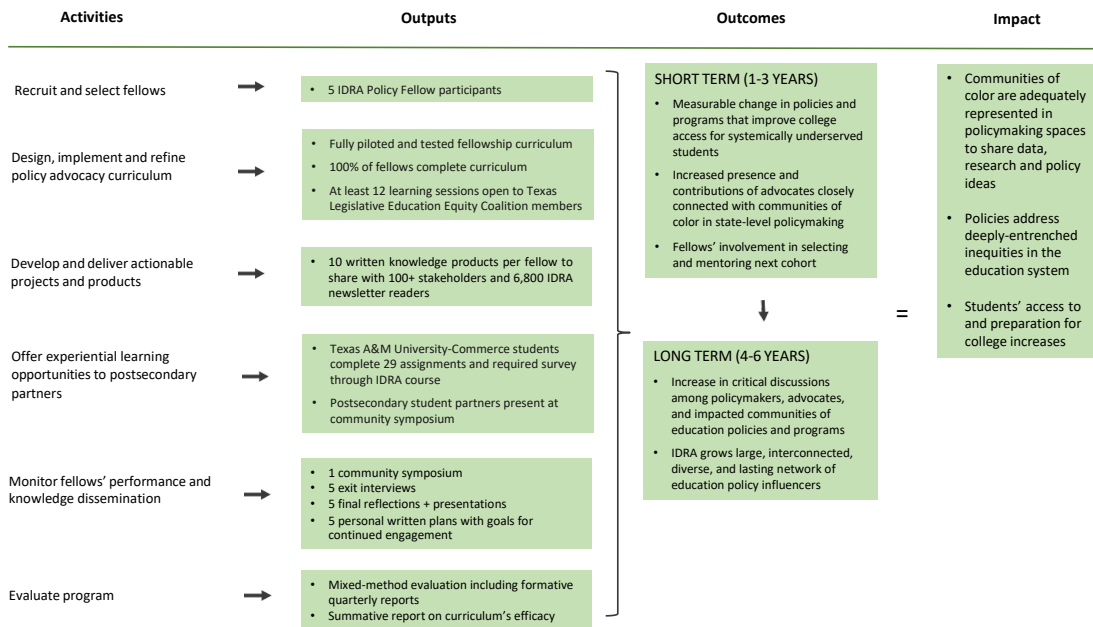 Activities
Outputs
Outcomes
Impact
Recruit and select fellows
• 5 IDRA Policy Fellow participants
Design, implement and refine
policy advocacy curriculum
• Fully piloted and tested fellowship curriculum
• 100% of fellows complete curriculum
• At least 12 learning sessions open to Texas
Legislative Education Equity Coalition members
Develop and deliver actionable
projects and products
• 10 written knowledge products per fellow to
share with 100+ stakeholders and 6,800 IDRA
newsletter readers
Offer experiential learning
opportunities to postsecondary
partners
• Texas A&M University-Commerce students
complete 29 assignments and required survey
through IDRA course
• Postsecondary student partners present at
community symposium
Monitor fellows' performance and
knowledge dissemination
• 1 community symposium
• 5 exit interviews
• 5 final reflections + presentations
• 5 personal written plans with goals for
continued engagement
Evaluate program
• Mixed-method evaluation including formative
quarterly reports
• Summative report on curriculum's efficacy
SHORT TERM (1-3 YEARS)
• Measurable change in policies and
programs that improve college
access for systemically underserved
students
• Increased presence and
contributions of advocates closely
connected with communities of
color in state-level policymaking
• Fellows' involvement in selecting
and mentoring next cohort
LONG TERM (4-6 YEARS)
• Increase in critical discussions
among policymakers, advocates,
and impacted communities of
education policies and programs
• IDRA grows large, interconnected,
diverse, and lasting network of
education policy influencers
=
• Communities of
color are adequately
represented in
policymaking spaces
to share data,
research and policy
ideas
• Policies address
deeply-entrenched
inequities in the
education system
• Students' access to
and preparation for
college increases